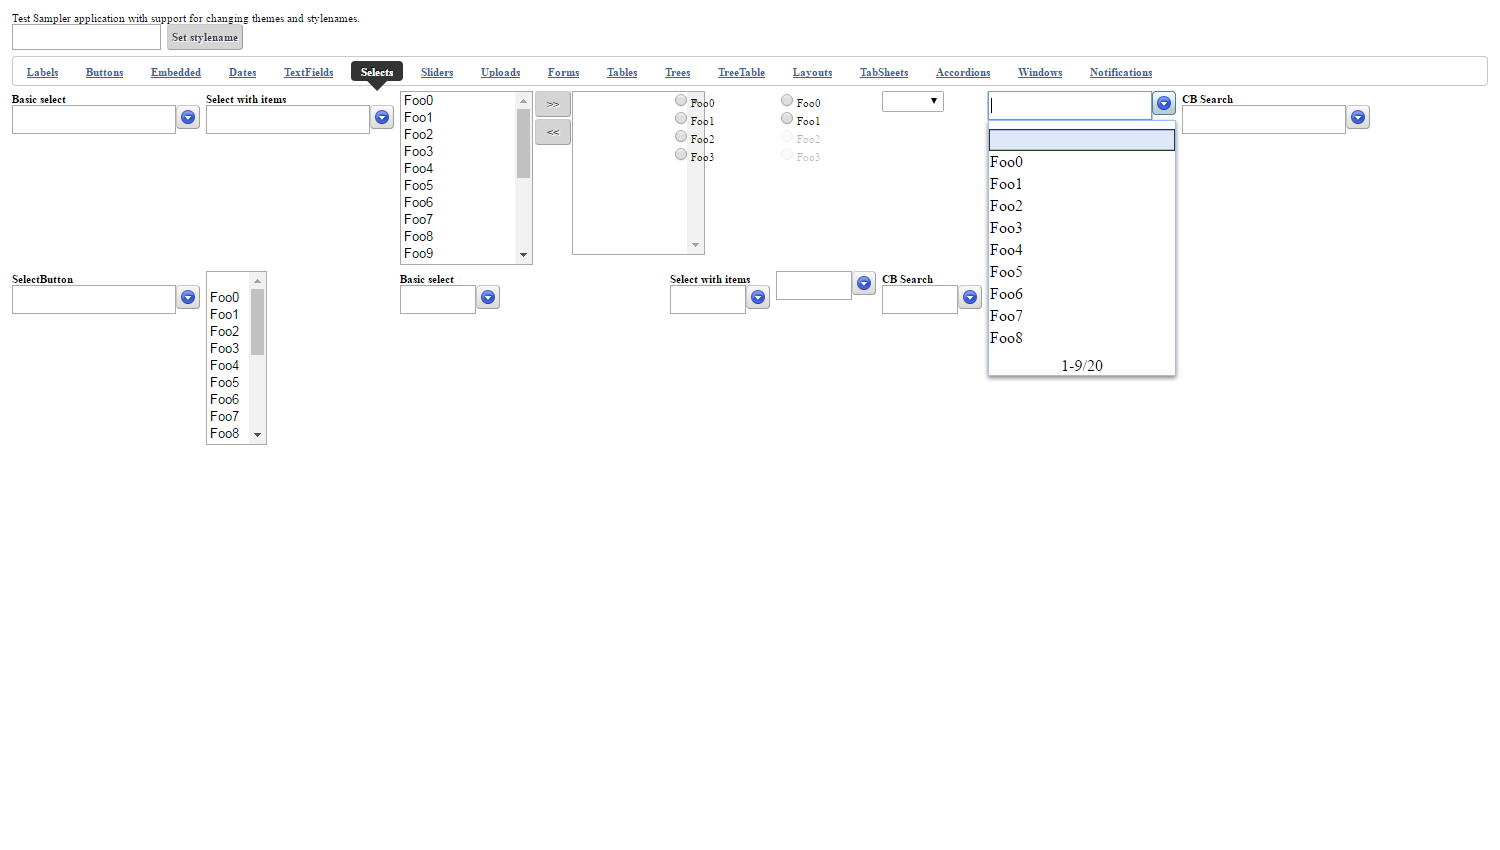 Test Sampler application with support for changing themes and stylenames.
Set stylename
Labels Buttons Embedded Dates TextFields Selects Sliders Uploads Forms Tables Trees TreeTable Layouts TabSheets Accordions Windows Notifications
Basic select
Select with items
Foo0
Foo1
Foo2
Foo3
Foo4
Foo5
Foo6
Foo7
Foo8
Foo9
>>
<<
Foo0
Foo1
Foo2
Foo3
Foo0
Foo1
Foo2
Foo3
Foo0
Foo1
Foo2
Foo3
Foo4
Foo5
Foo6
Foo7
Foo8
1-9/20
CB Search
SelectButton
Foo0
Foo1
Foo2
Foo3
Foo4
Foo5
Foo6
Foo7
Foo8
Basic select
Select with items
CB Search